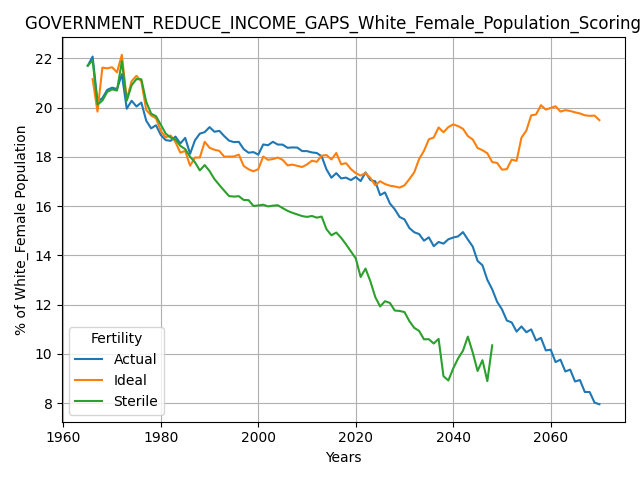 GOVERNMENT_REDUCE_INCOME_GAPS_White_Female_Population_Scoring
% of White_Female Population
22
20
18
16
14
12
10
8
Fertility
Actual
Ideal
Sterile
1960 1980 2000 2020 2040 2060
Years